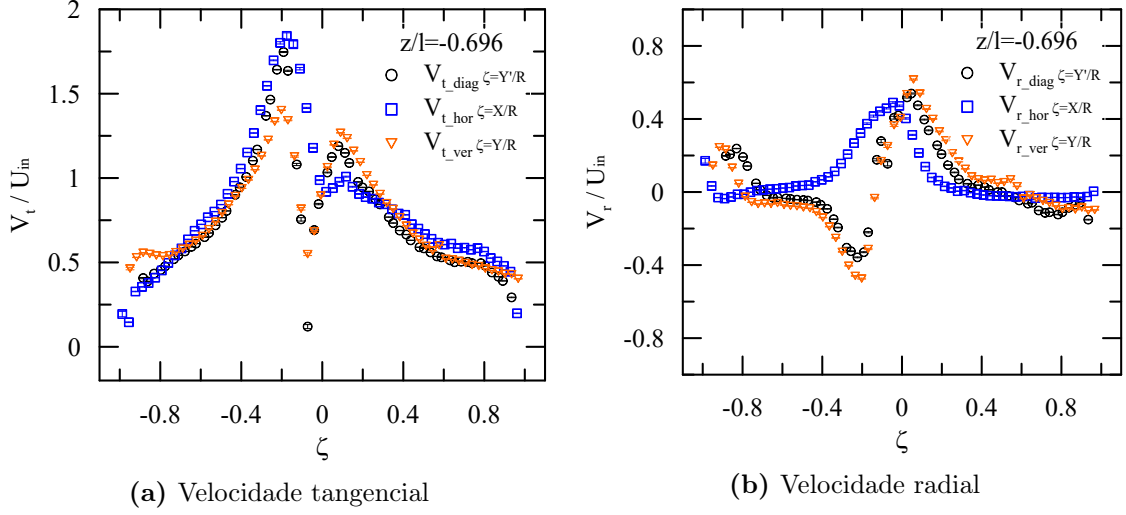 2
1.5
1
0.5
0
V_t / U_in
-0.8 -0.4 0 0.4 0.8
ζ
z/l=-0.696
V_t_diag ζ=Y'/R
V_t_hor ζ=X/R
V_t_ver ζ=Y/R
(a) Velocidade tangencial
0.8
0.4
0
-0.4
-0.8
V_r / U_in
-0.8 -0.4 0 0.4 0.8
ζ
z/l=-0.696
V_r_diag ζ=Y'/R
V_r_hor ζ=X/R
V_r_ver ζ=Y/R
(b) Velocidade radial